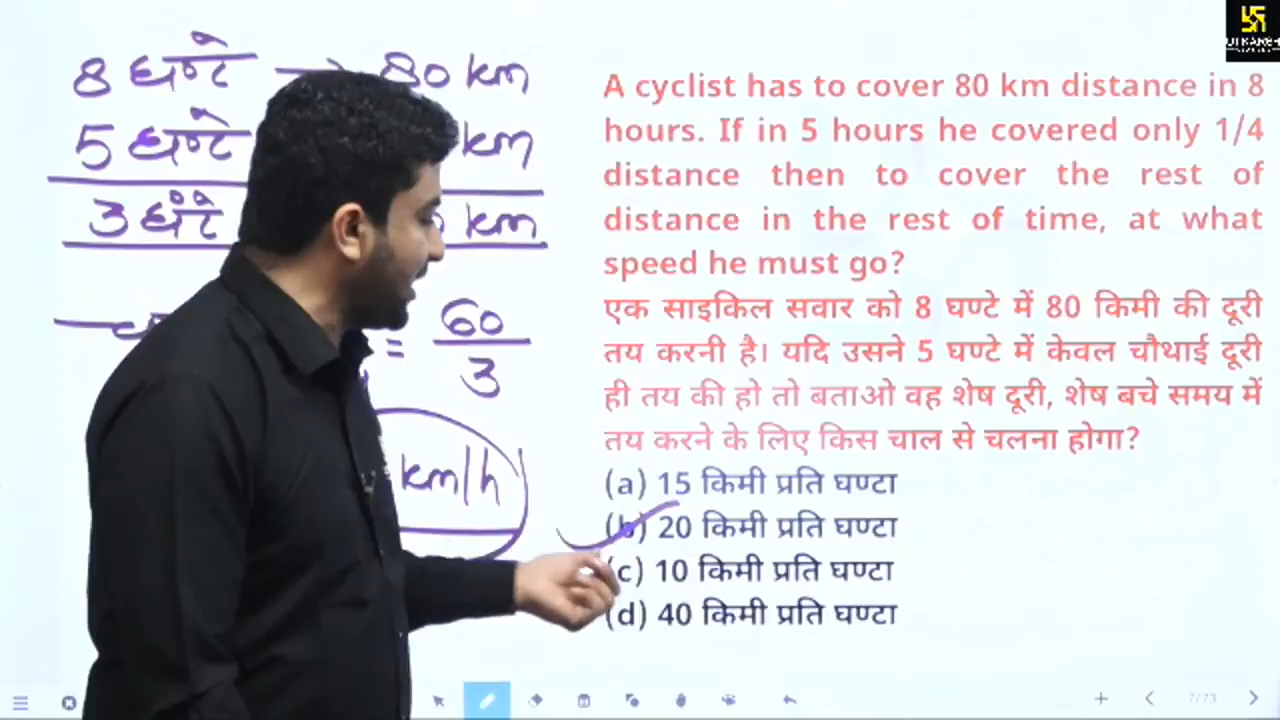 8 घण्टे → 80 km
5 घण्टे km
3 घंटे km
= 60
3
km/h
UTKARSH
A cyclist has to cover 80 km distance in 8
hours. If in 5 hours he covered only 1/4
distance then to cover the rest of
distance in the rest of time, at what
speed he must go?
एक साइकिल सवार को 8 घण्टे में 80 किमी की दूरी
तय करनी है। यदि उसने 5 घण्टे में केवल चौथाई दूरी
ही तय की हो तो बताओ वह शेष दूरी, शेष बचे समय में
तय करने के लिए किस चाल से चलना होगा?
(a) 15 किमी प्रति घण्टा
(b) 20 किमी प्रति घण्टा
(c) 10 किमी प्रति घण्टा
(d) 40 किमी प्रति घण्टा
7/73